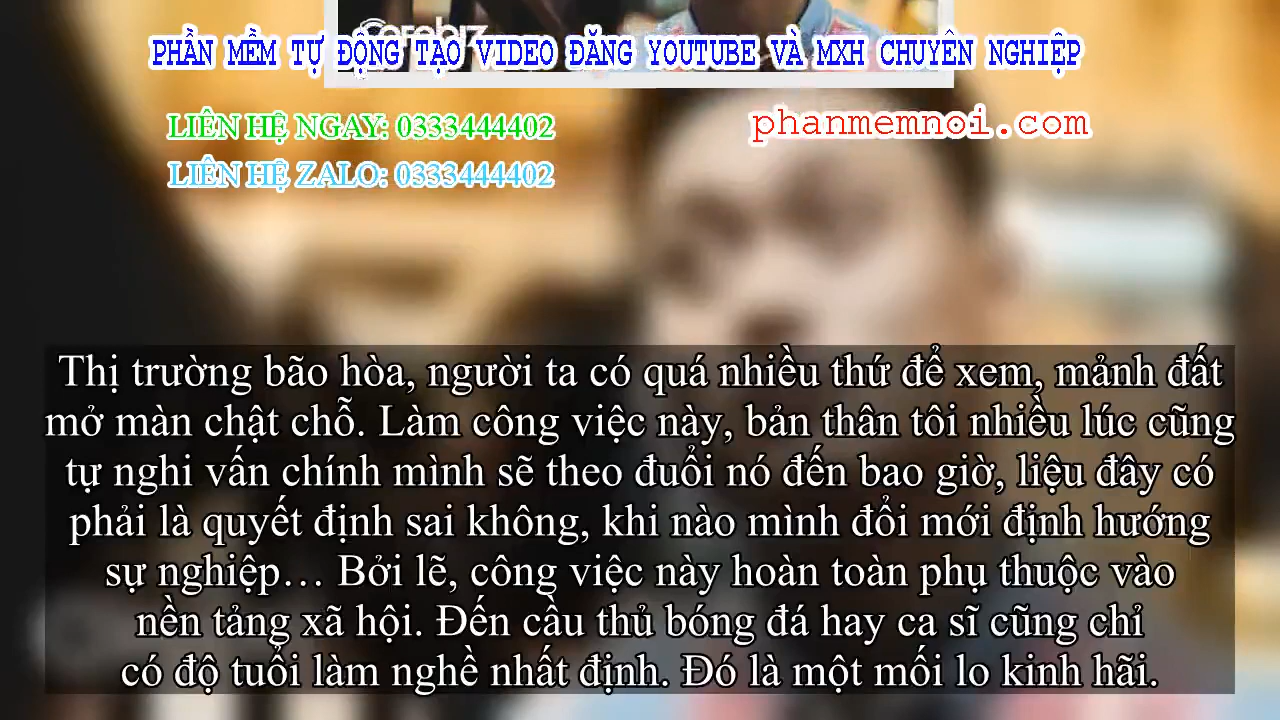 PHẦN MỀM TỰ ĐỘNG TẠO VIDEO ĐĂNG YOUTUBE VÀ MXH CHUYÊN NGHIỆP
LIÊN HỆ NGAY: 0333444402
phanmemnoi.com
LIÊN HỆ ZALO: 0333444402
Thị trường bão hòa, người ta có quá nhiều thứ để xem, mảnh đất
mở màn chật chỗ. Làm công việc này, bản thân tôi nhiều lúc cũng
tự nghi vấn chính mình sẽ theo đuổi nó đến bao giờ, liệu đây có
phải là quyết định sai không, khi nào mình đổi mới định hướng
sự nghiệp… Bởi lẽ, công việc này hoàn toàn phụ thuộc vào
nền tảng xã hội. Đến cầu thủ bóng đá hay ca sĩ cũng chỉ
có độ tuổi làm nghề nhất định. Đó là một mối lo kinh hãi.